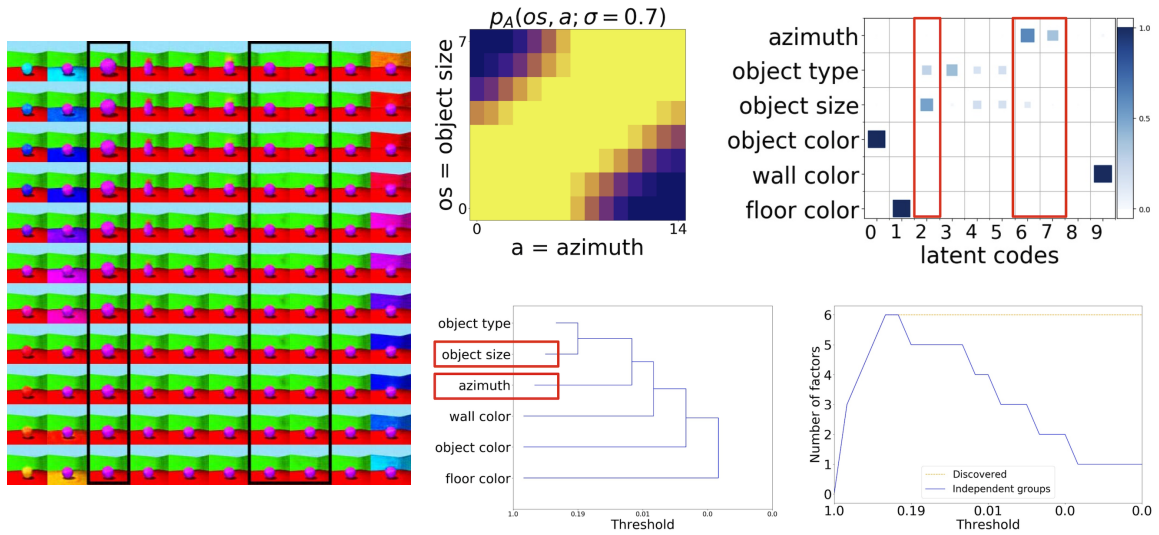 p_A(os, a; σ = 0.7)
7
os = object size
0
0
14
a = azimuth
azimuth
object type
object size
object color
wall color
floor color
0 1 2 3 4 5 6 7 8 9
latent codes
1.0
0.5
0.0
object type
object size
azimuth
wall color
object color
floor color
1.0 0.19 0.01 0.0 0.0
Threshold
Number of factors
6
5
4
3
2
1
0
Discovered
Independent groups
1.0 0.19 0.01 0.0 0.0
Threshold